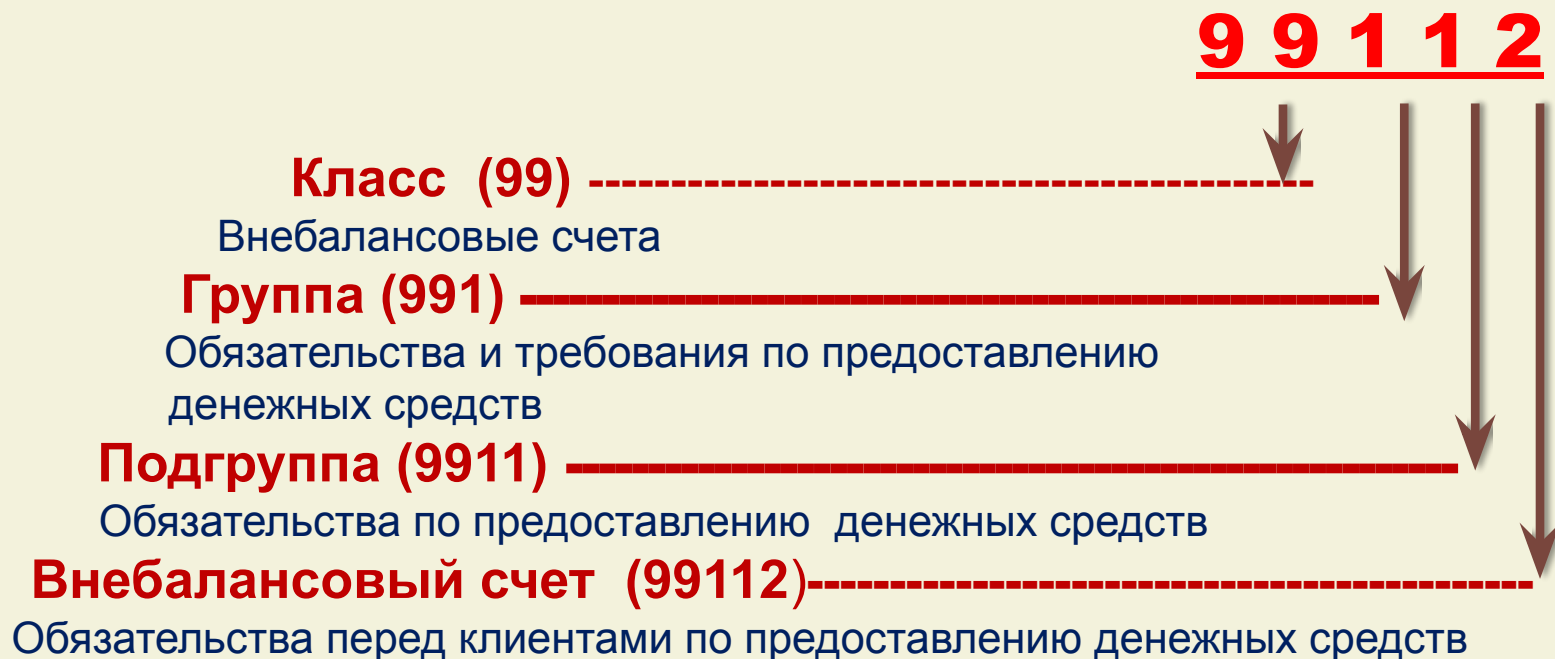 9 9 1 1 2
Класс (99) --------------------------------------------
Внебалансовые счета
Группа (991) ----------------------------------------------------
Обязательства и требования по предоставлению
денежных средств
Подгруппа (9911) ------------------------------------------------------
Обязательства по предоставлению денежных средств
Внебалансовый счет (99112)--------------------------------------------
Обязательства перед клиентами по предоставлению денежных средств